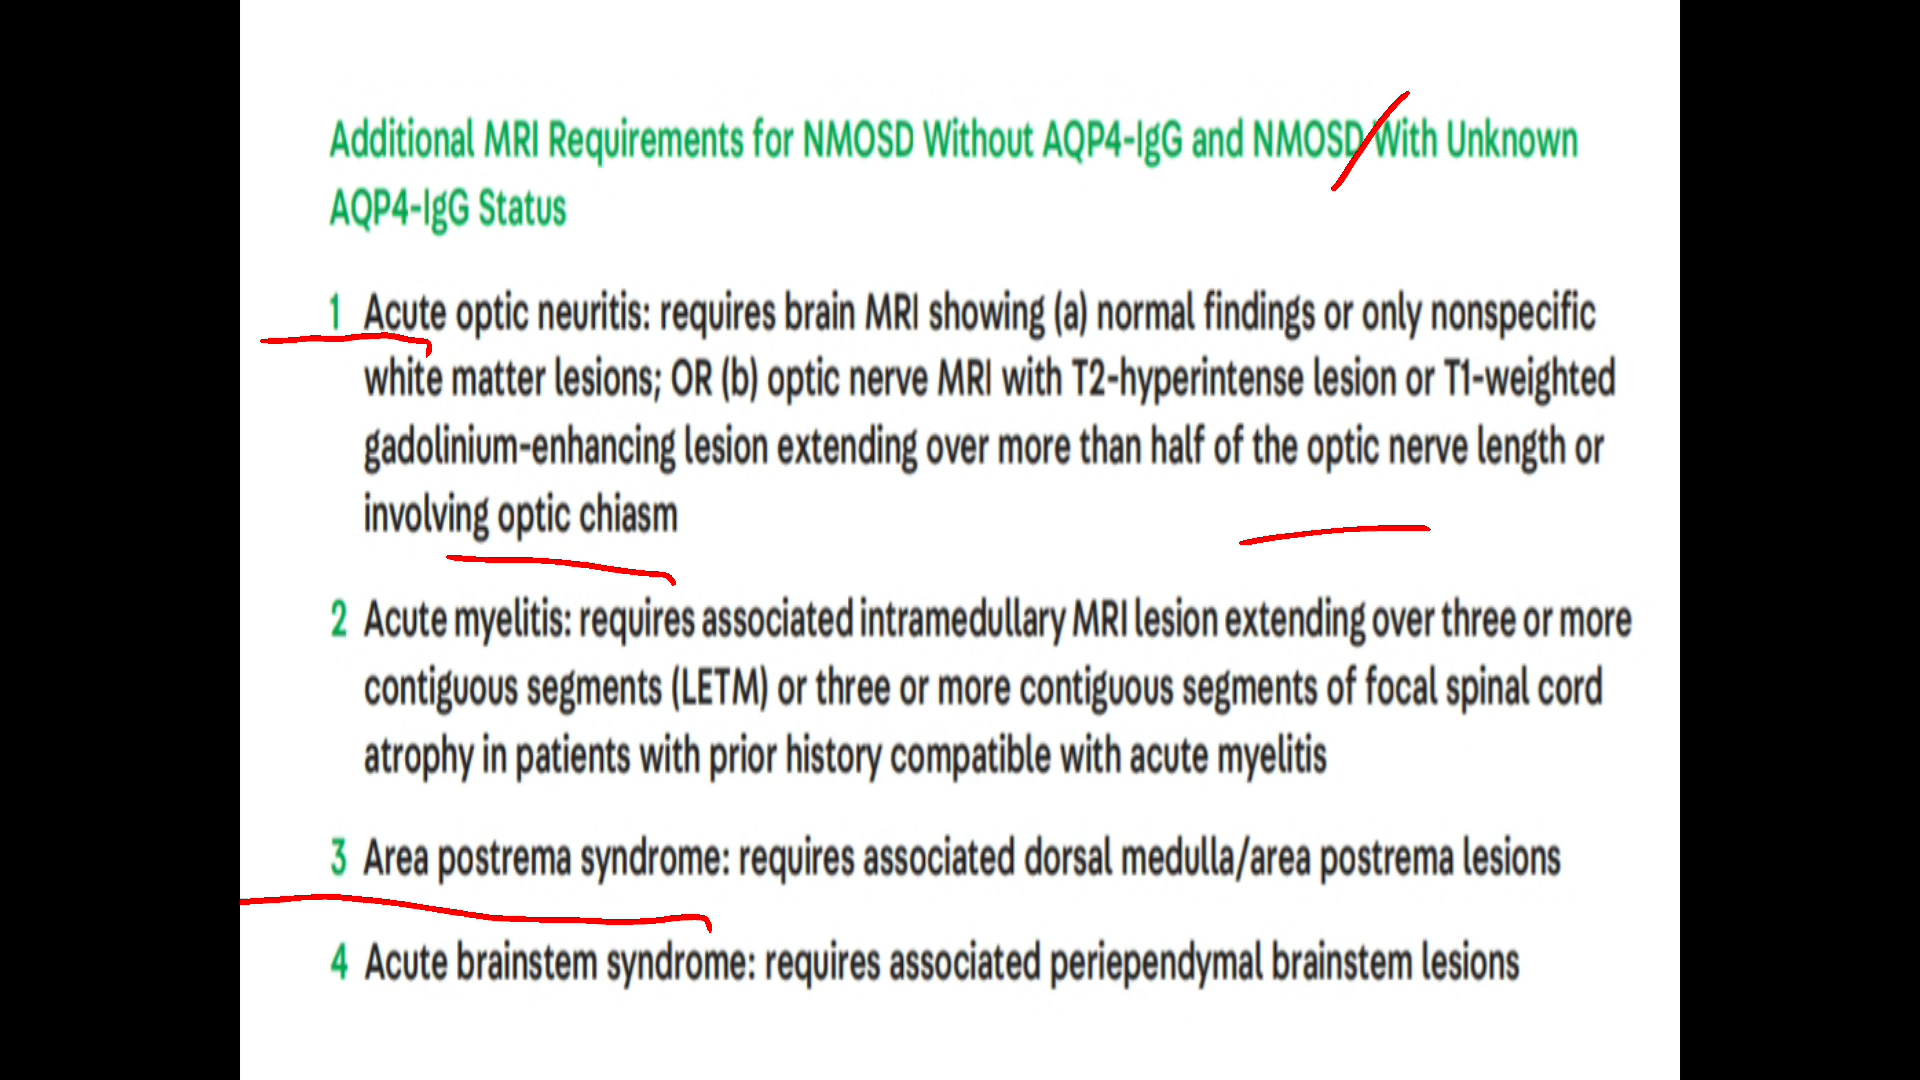 Additional MRI Requirements for NMOSD Without AQP4-IgG and NMOSD With Unknown
AQP4-IgG Status
1 Acute optic neuritis: requires brain MRI showing (a) normal findings or only nonspecific
white matter lesions; OR (b) optic nerve MRI with T2-hyperintense lesion or T1-weighted
gadolinium-enhancing lesion extending over more than half of the optic nerve length or
involving optic chiasm
2 Acute myelitis: requires associated intramedullary MRI lesion extending over three or more
contiguous segments (LETM) or three or more contiguous segments of focal spinal cord
atrophy in patients with prior history compatible with acute myelitis
3 Area postrema syndrome: requires associated dorsal medulla/area postrema lesions
4 Acute brainstem syndrome: requires associated periependymal brainstem lesions